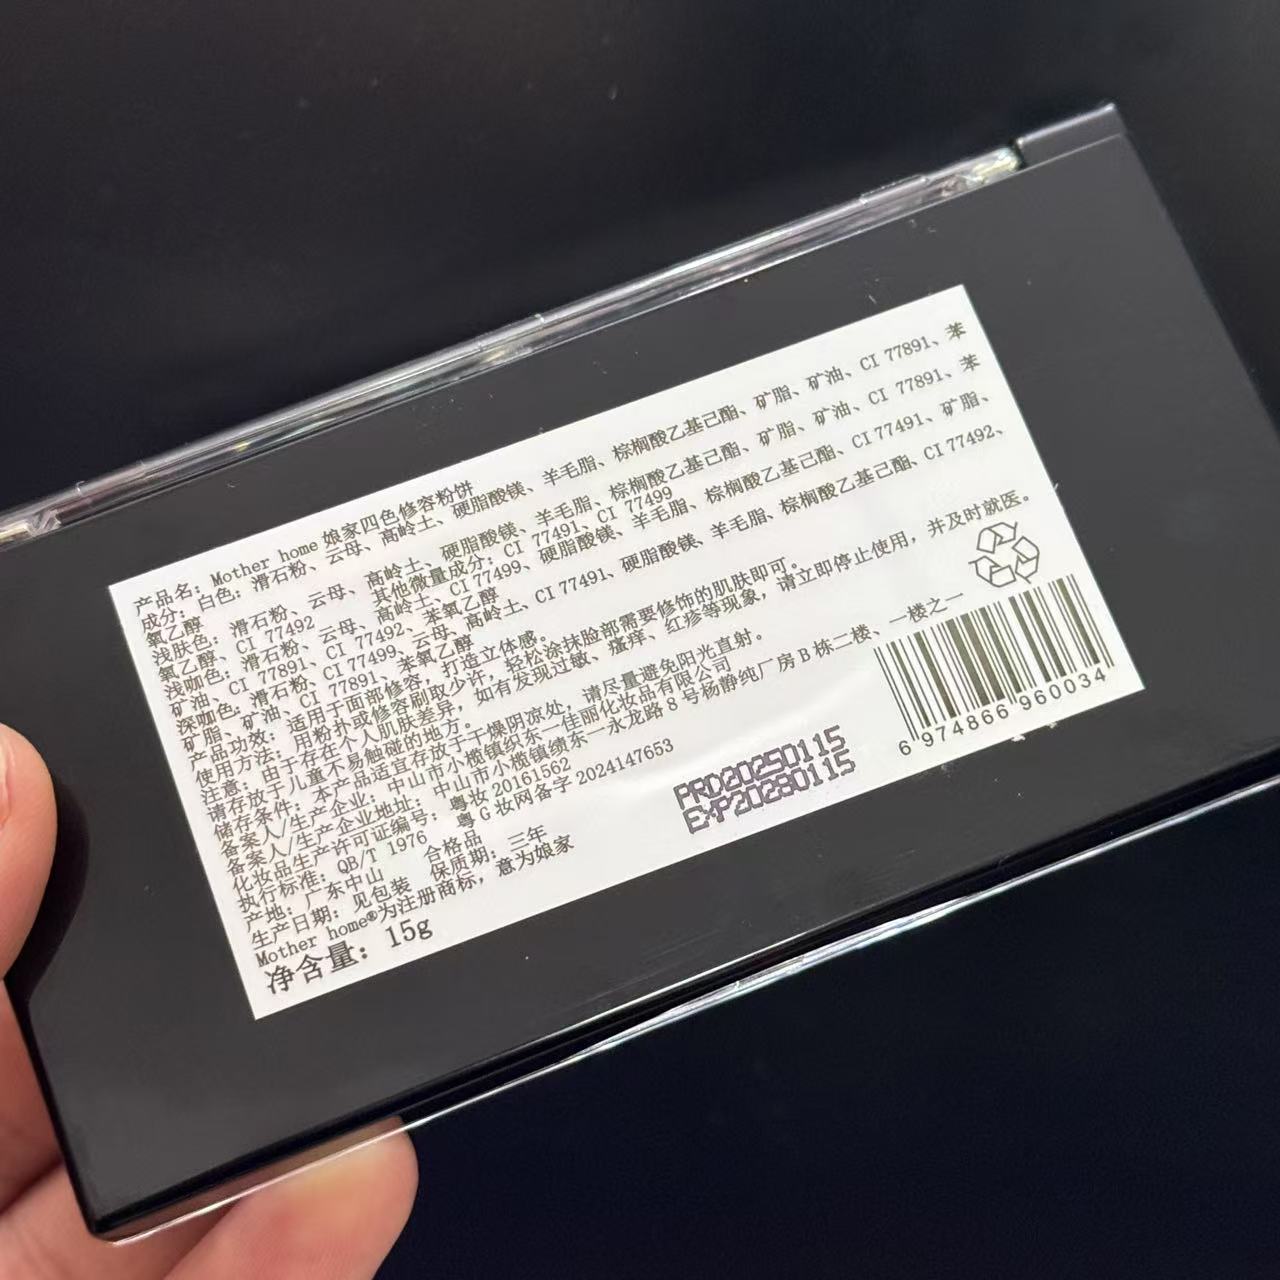 产品名：Mother home 娘家四色修容粉饼
成分：白色：滑石粉、云母、高岭土、硬脂酸镁、羊毛脂、棕榈酸乙基己酯、矿脂、矿油、CI 77891、苯
氧乙醇
浅肤色：滑石粉、云母、高岭土、硬脂酸镁、羊毛脂、棕榈酸乙基己酯、矿脂、矿油、CI 77891、苯
氧乙醇、CI 77492 其他微量成分：CI 77491、CI 77499
浅咖色：滑石粉、云母、高岭土、CI 77499、硬脂酸镁、羊毛脂、棕榈酸乙基己酯、CI 77491、矿脂、
矿油、CI 77891、CI 77492、苯氧乙醇
深咖色：滑石粉、CI 77499、云母、高岭土、CI 77491、硬脂酸镁、羊毛脂、棕榈酸乙基己酯、CI 77492、
矿脂、矿油、CI 77891、苯氧乙醇
产品功效：适用于面部修容，打造立体感。
使用方法：用粉扑或修容刷取少许，轻松涂抹脸部需要修饰的肌肤即可。
注意：由于存在个人肌肤差异，如有发现过敏、瘙痒、红疹等现象，请立即停止使用，并及时就医。
请存放于儿童不易触碰的地方。
储存条件：本产品适宜存放于干燥阴凉处，请尽量避免阳光直射。
备案人/生产企业：中山市小榄镇织东一佳丽化妆品有限公司
备案人/生产企业地址：中山市小榄镇绩东一永龙路 8 号杨静纯厂房 B 栋二楼、一楼之一
化妆品生产许可证编号：粤妆 20161562
执行标准：QB/T 1976 粤 G 妆网备字 2024147653
产地：广东中山 合格品
生产日期：见包装 保质期：三年
Mother home®为注册商标，意为娘家
净含量：15g
PRD20250115
EXP20280115
6 974866 960034